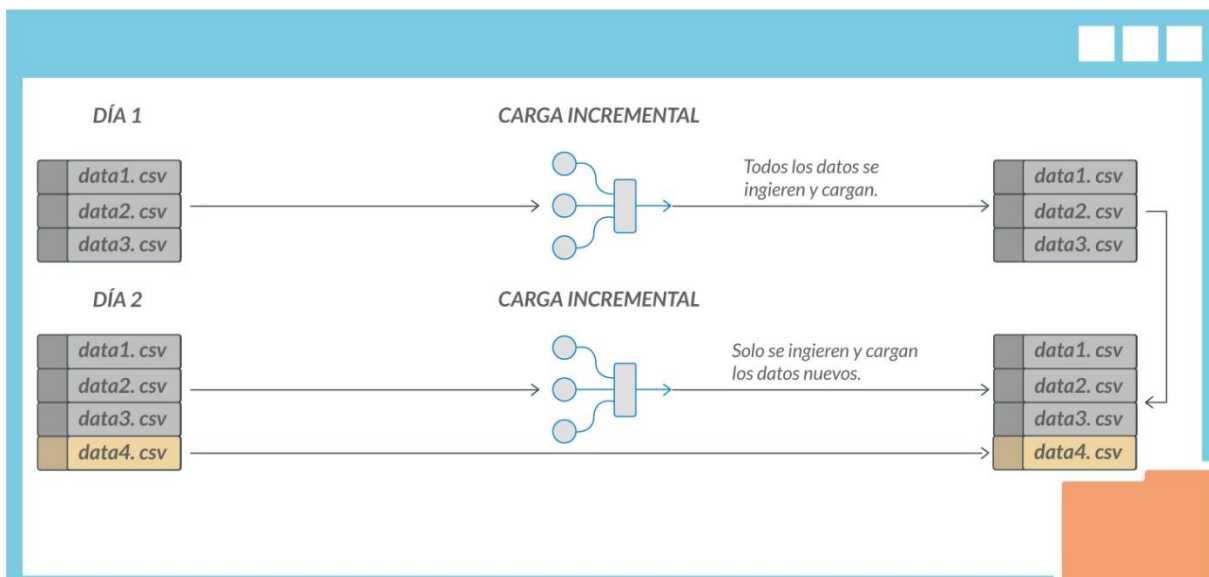 DÍA 1
CARGA INCREMENTAL
data1. csv
data2. csv
data3. csv
Todos los datos se
ingieren y cargan.
data1. csv
data2. csv
data3. csv
DÍA 2
CARGA INCREMENTAL
data1. csv
data2. csv
data3. csv
data4. csv
Solo se ingieren y cargan
los datos nuevos.
data1. csv
data2. csv
data3. csv
data4. csv